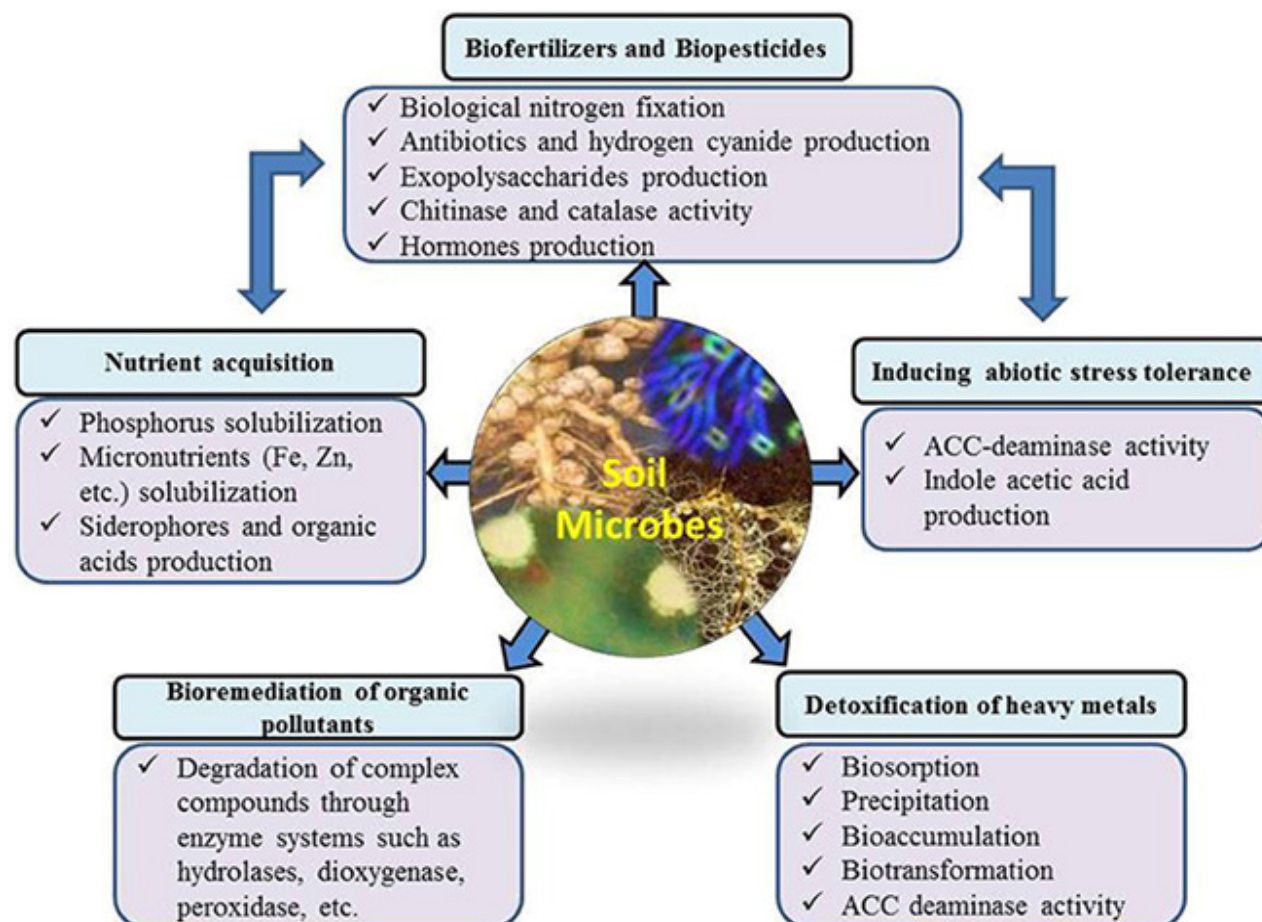 Biofertilizers and Biopesticides
✓ Biological nitrogen fixation
✓ Antibiotics and hydrogen cyanide production
✓ Exopolysaccharides production
✓ Chitinase and catalase activity
✓ Hormones production
Nutrient acquisition
✓ Phosphorus solubilization
✓ Micronutrients (Fe, Zn,
etc.) solubilization
✓ Siderophores and organic
acids production
Soil
Microbes
Inducing abiotic stress tolerance
✓ ACC-deaminase activity
✓ Indole acetic acid
production
Bioremediation of organic
pollutants
✓ Degradation of complex
compounds through
enzyme systems such as
hydrolases, dioxygenase,
peroxidase, etc.
Detoxification of heavy metals
✓ Biosorption
✓ Precipitation
✓ Bioaccumulation
✓ Biotransformation
✓ ACC deaminase activity